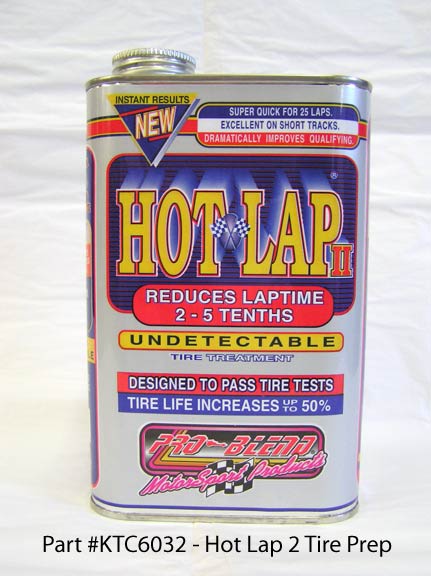 INSTANT RESULTS
NEW
SUPER QUICK FOR 25 LAPS.
EXCELLENT ON SHORT TRACKS.
DRAMATICALLY IMPROVES QUALIFYING.
HOT LAP II ®
REDUCES LAPTIME
2 - 5 TENTHS
UNDETECTABLE
TIRE TREATMENT
DESIGNED TO PASS TIRE TESTS
TIRE LIFE INCREASES UP TO 50%
PRO-BLEND
MotorSport Products
Part #KTC6032 - Hot Lap 2 Tire Prep